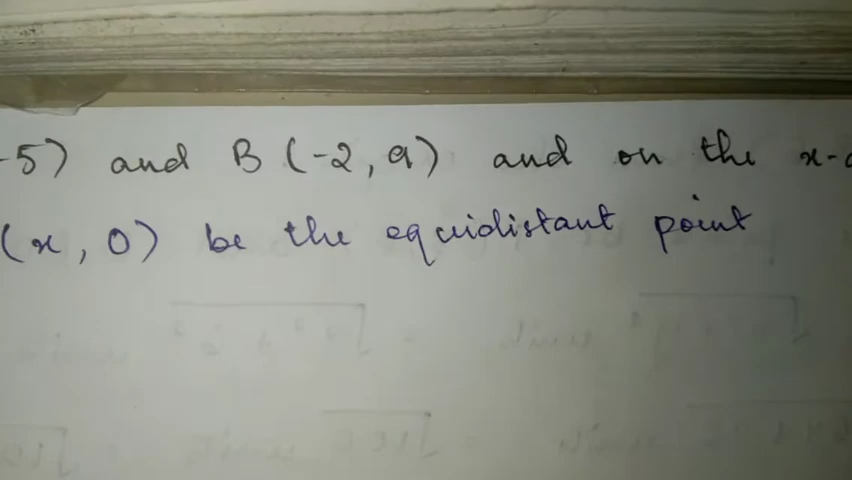 -5) and B (-2, 9) and on the x-
(x, 0) be the equidistant point